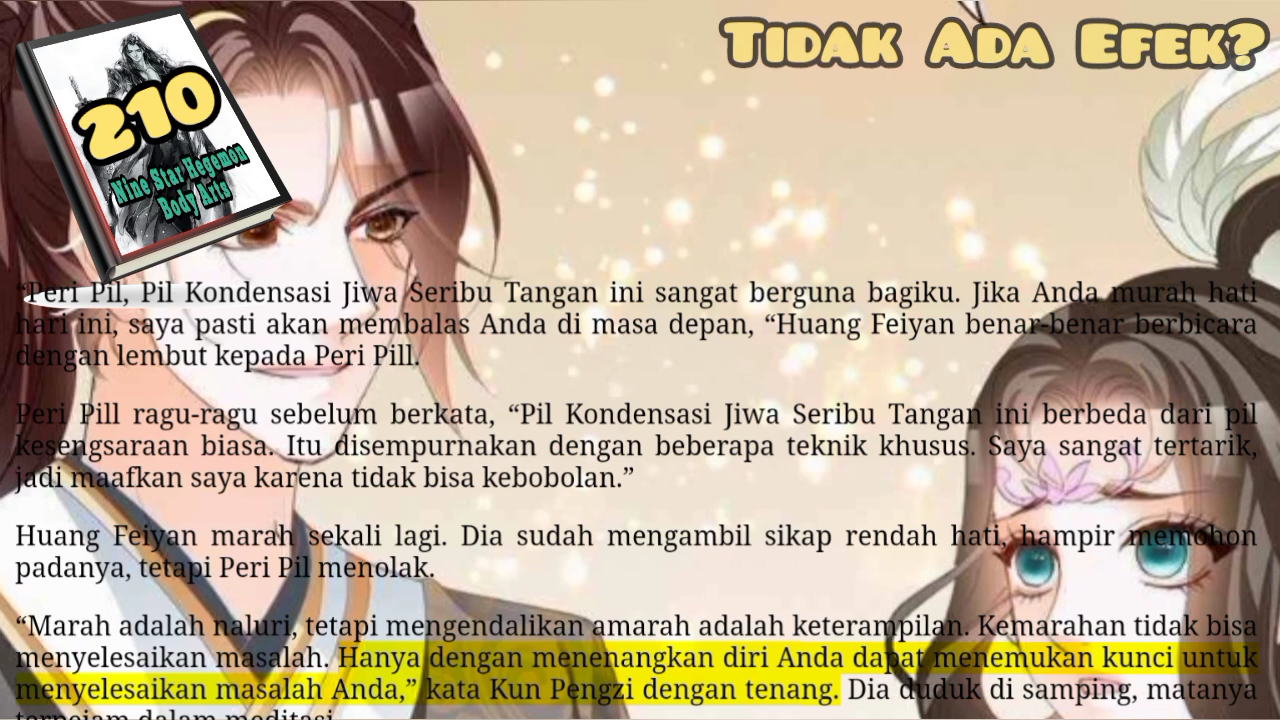 Tidak Ada Efek?
210
Nine Star Hegemon
Body Arts
“Peri Pil, Pil Kondensasi Jiwa Seribu Tangan ini sangat berguna bagiku. Jika Anda murah hati
hari ini, saya pasti akan membalas Anda di masa depan, “Huang Feiyan benar-benar berbicara
dengan lembut kepada Peri Pill.
Peri Pill ragu-ragu sebelum berkata, “Pil Kondensasi Jiwa Seribu Tangan ini berbeda dari pil
kesengsaraan biasa. Itu disempurnakan dengan beberapa teknik khusus. Saya sangat tertarik,
jadi maafkan saya karena tidak bisa kebobolan.”
Huang Feiyan marah sekali lagi. Dia sudah mengambil sikap rendah hati, hampir memohon
padanya, tetapi Peri Pil menolak.
“Marah adalah naluri, tetapi mengendalikan amarah adalah keterampilan. Kemarahan tidak bisa
menyelesaikan masalah. Hanya dengan menenangkan diri Anda dapat menemukan kunci untuk
menyelesaikan masalah Anda,” kata Kun Pengzi dengan tenang. Dia duduk di samping, matanya
terpejam dalam meditasi.